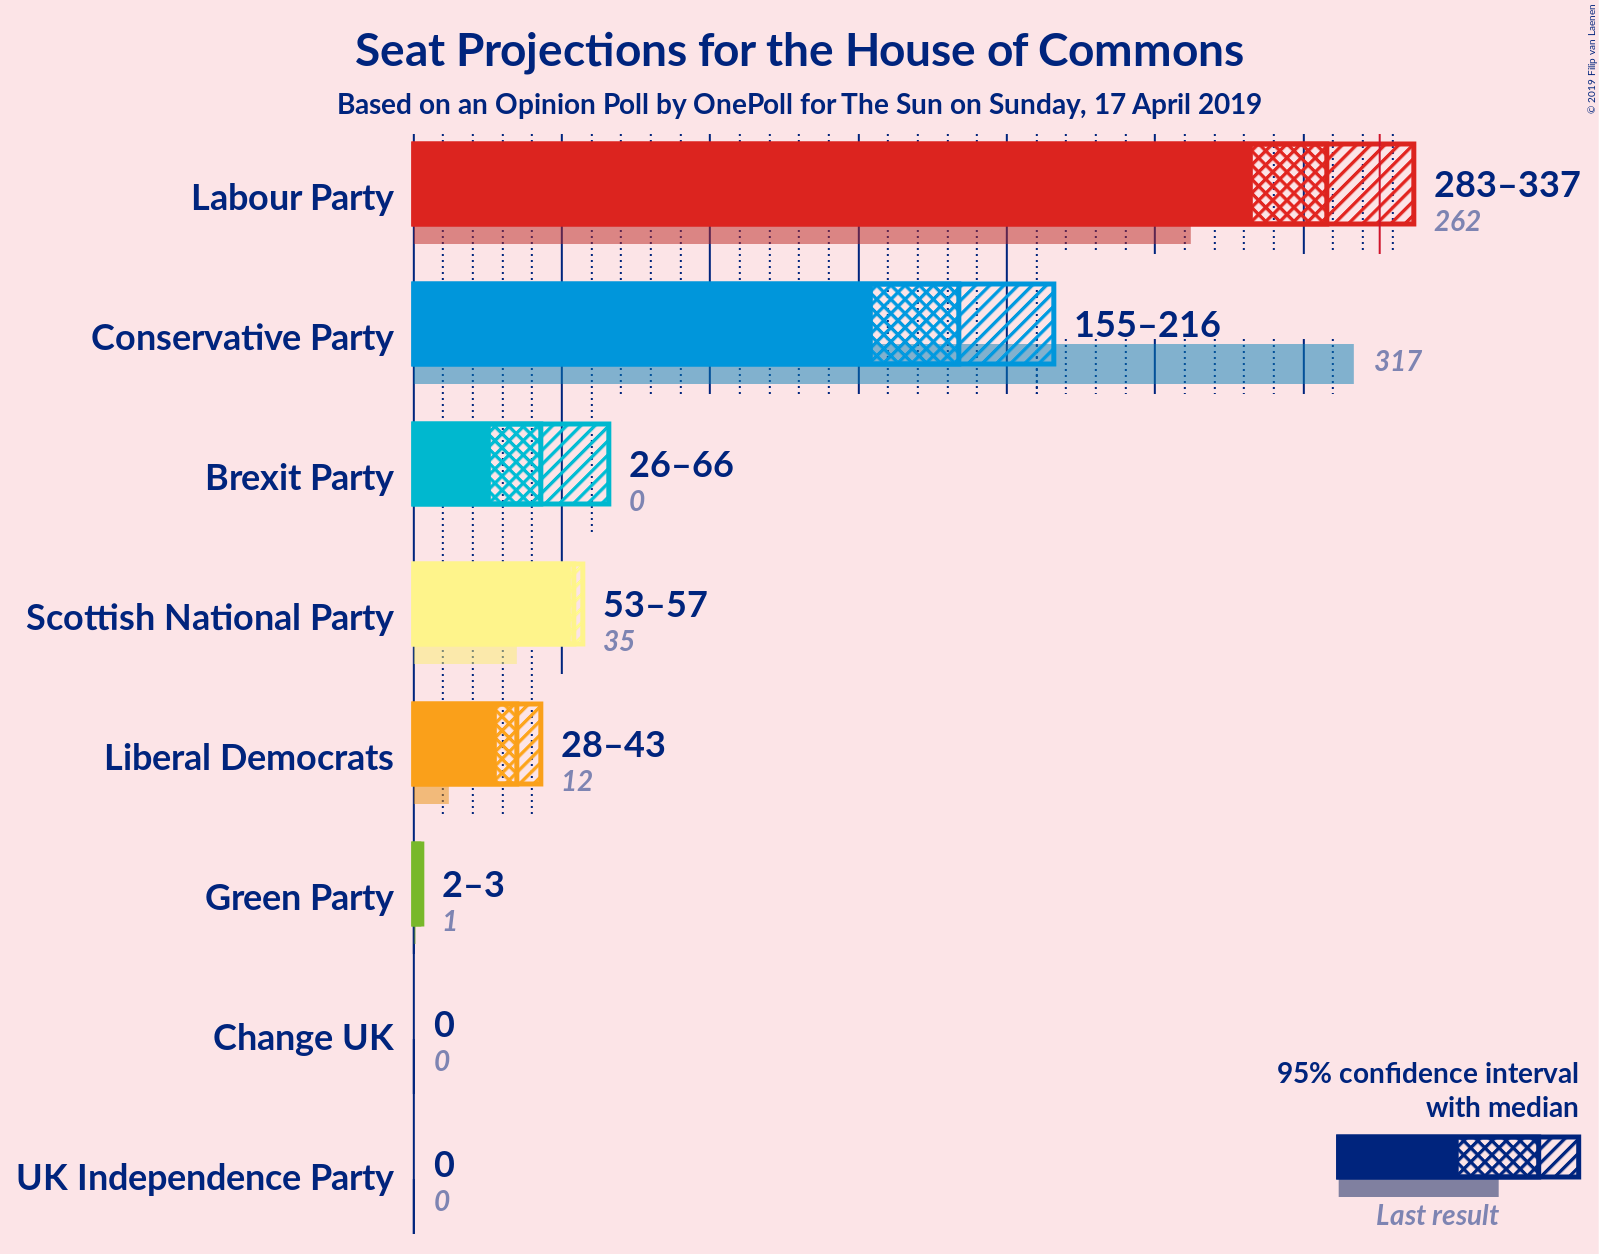 Seat Projections for the House of Commons
Based on an Opinion Poll by OnePoll for The Sun on Sunday, 17 April 2019
© 2019 Filip van Laenen
Labour Party
283–337
262
Conservative Party
155–216
317
Brexit Party
26–66
0
Scottish National Party
53–57
35
Liberal Democrats
28–43
12
Green Party
2–3
1
Change UK
0
0
UK Independence Party
0
0
95% confidence interval
with median
Last result